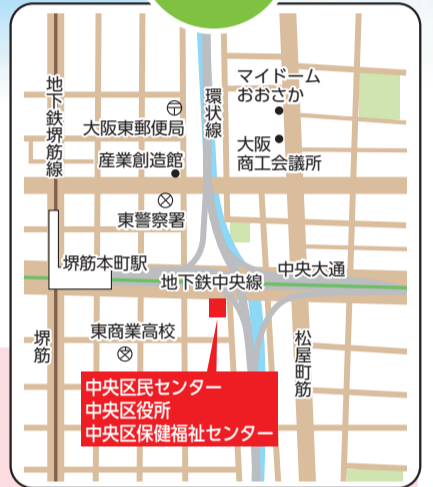 地下鉄堺筋線
環状線
マイドーム
おおさか
大阪東郵便局
大阪
商工会議所
産業創造館
東警察署
堺筋本町駅
中央大通
地下鉄中央線
堺筋
東商業高校
松屋町筋
中央区民センター
中央区役所
中央区保健福祉センター